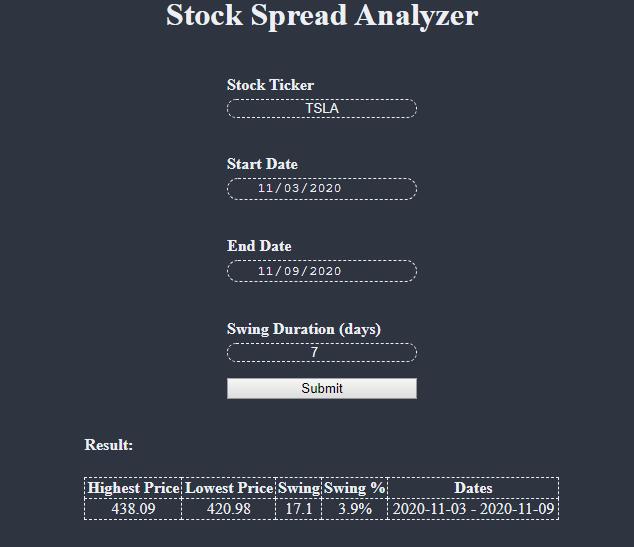 Stock Spread Analyzer
Stock Ticker
TSLA
Start Date
11/03/2020
End Date
11/09/2020
Swing Duration (days)
7
Submit
Result:
Highest Price Lowest Price Swing Swing % Dates
438.09 420.98 17.1 3.9% 2020-11-03 - 2020-11-09